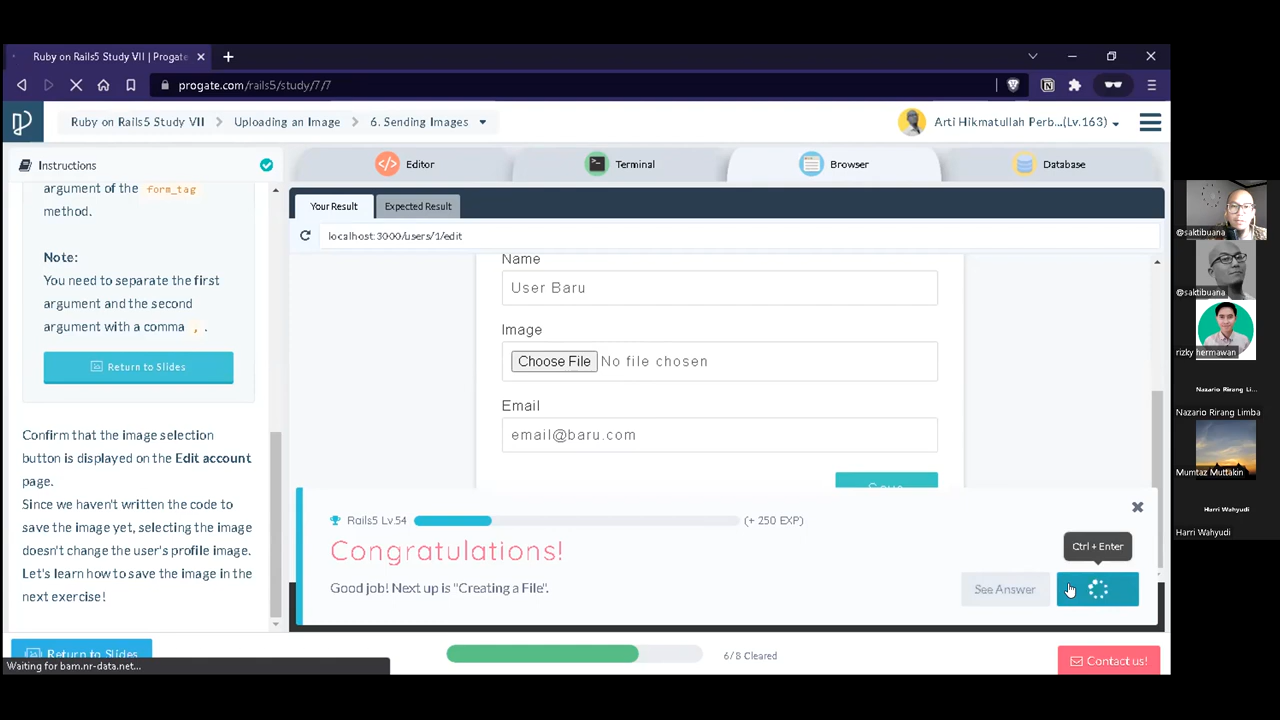 Ruby on Rails5 Study VII | Progate
progate.com/rails5/study/7/7
Ruby on Rails5 Study VII
Uploading an Image
6. Sending Images
Arti Hikmatullah Perb...(Lv.163)
Instructions
argument of the form_tag
method.
Note:
You need to separate the first
argument and the second
argument with a comma , .
Return to Slides
Confirm that the image selection
button is displayed on the Edit account
page.
Since we haven't written the code to
save the image yet, selecting the image
doesn't change the user's profile image.
Let's learn how to save the image in the
next exercise!
Return to Slides
Waiting for bam.nr-data.net...
Editor
Terminal
Browser
Database
Your Result
Expected Result
localhost:3000/users/1/edit
Name
User Baru
Image
Choose File No file chosen
Email
email@baru.com
Save
Rails5 Lv.54
(+ 250 EXP)
Congratulations!
Good job! Next up is "Creating a File".
Ctrl + Enter
See Answer
6/8 Cleared
Contact us!
@saktibuana
@saktibuana
rizky hermawan
Nazario Rirang Li...
Nazario Rirang Limba
Mumtaz Muttakin
Harri Wahyudi
Harri Wahyudi